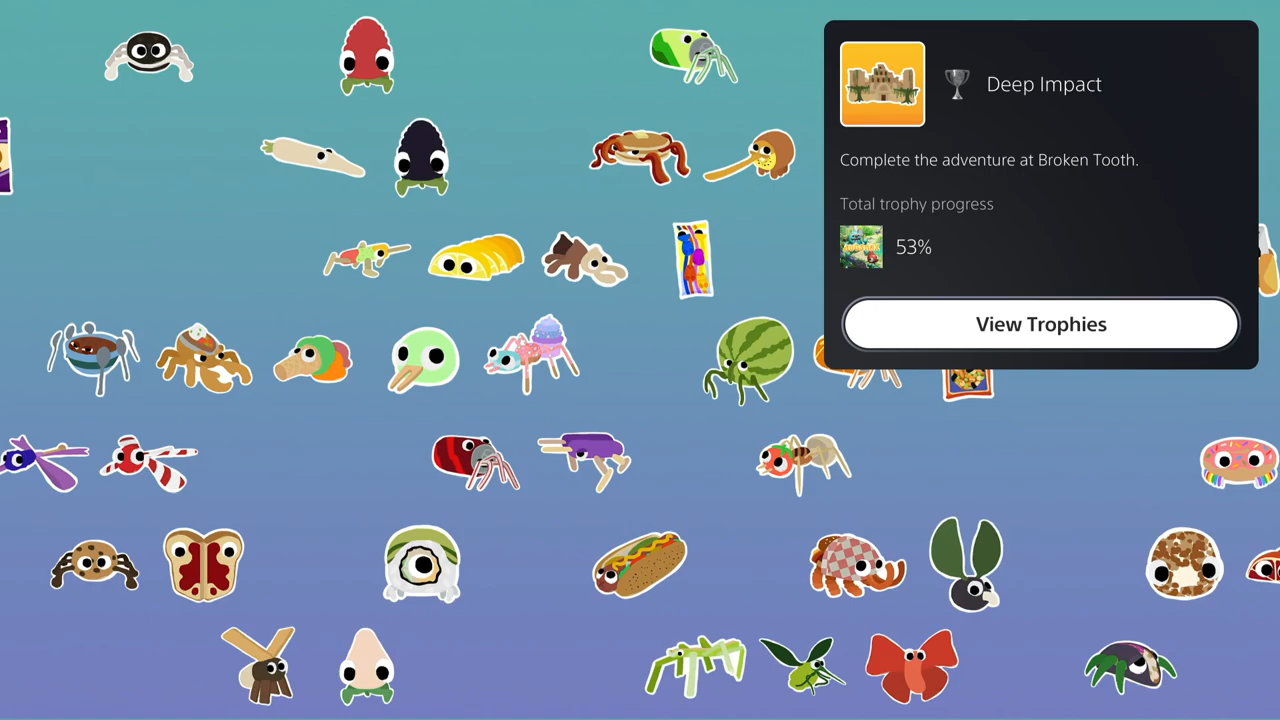 Deep Impact
Complete the adventure at Broken Tooth.
Total trophy progress
53%
View Trophies